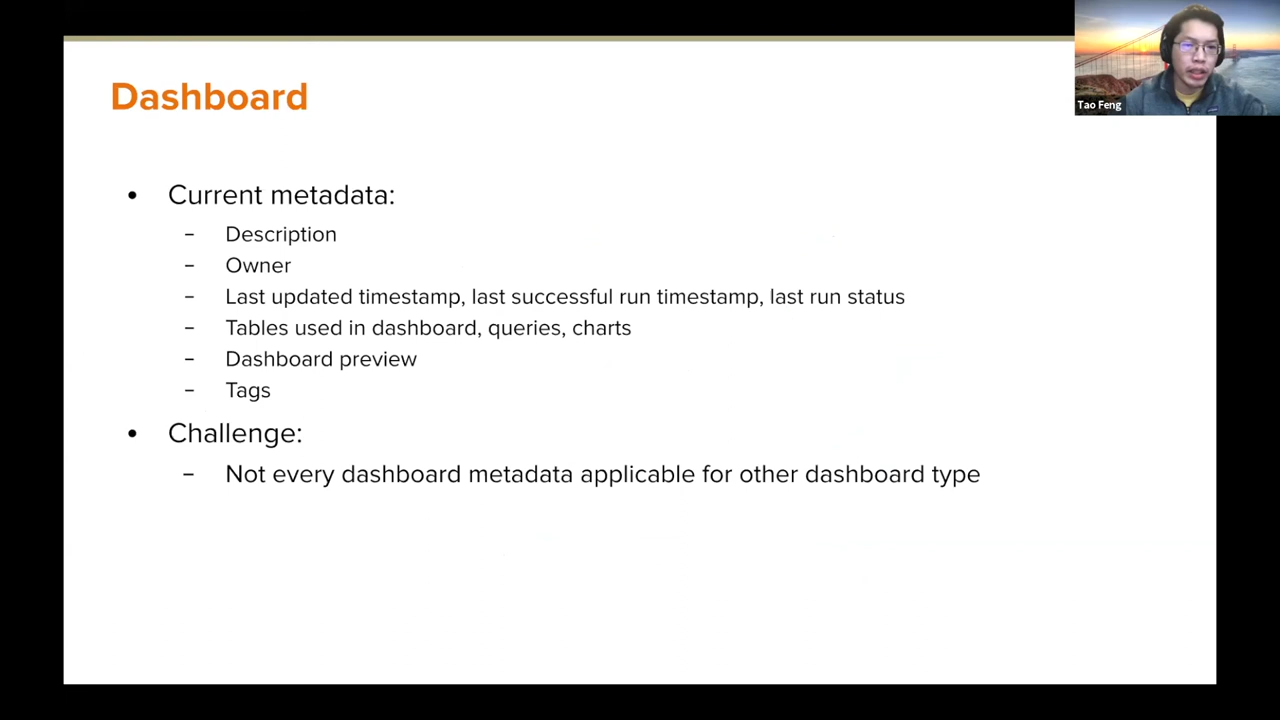 Dashboard
Tao Feng
• Current metadata:
– Description
– Owner
– Last updated timestamp, last successful run timestamp, last run status
– Tables used in dashboard, queries, charts
– Dashboard preview
– Tags
• Challenge:
– Not every dashboard metadata applicable for other dashboard type